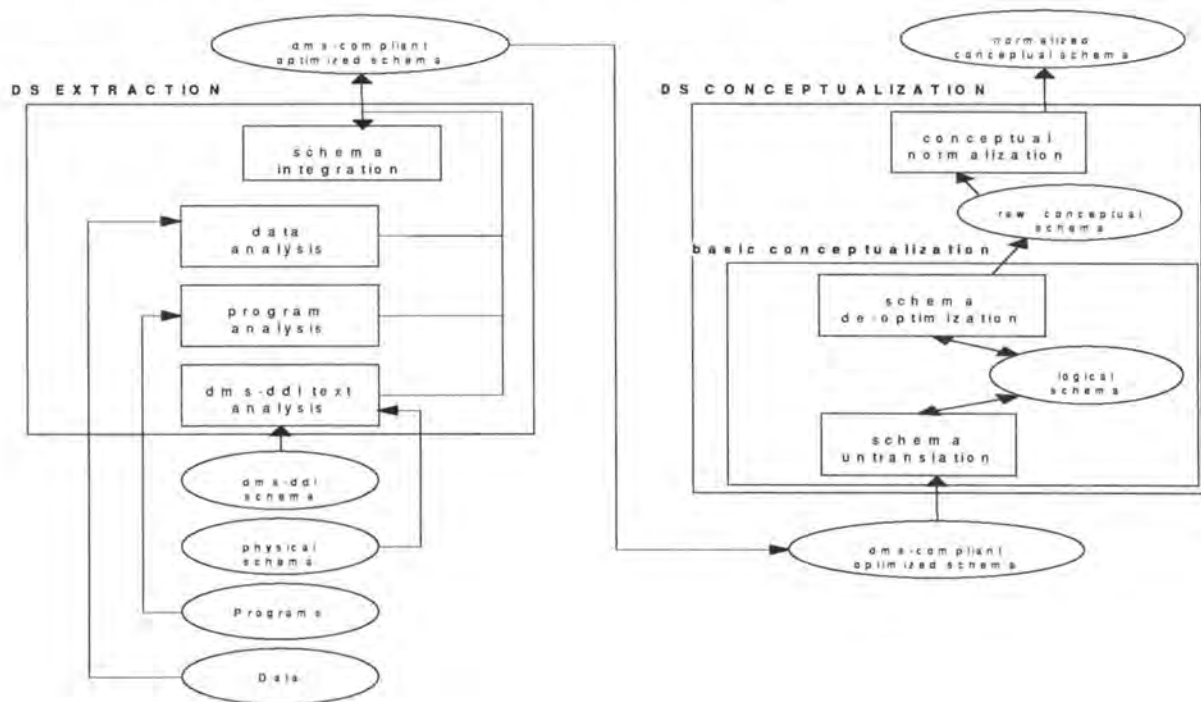 dms-compliant
optimized schema
DS EXTRACTION
schema
integration
data
analysis
program
analysis
dms-ddl text
analysis
dms-ddl
schema
physical
schema
Programs
Data
normalized
conceptual schema
DS CONCEPTUALIZATION
conceptual
normalization
raw conceptual
schema
basic conceptualization
schema
de-optimization
logical
schema
schema
untranslation
dms-compliant
optimized schema